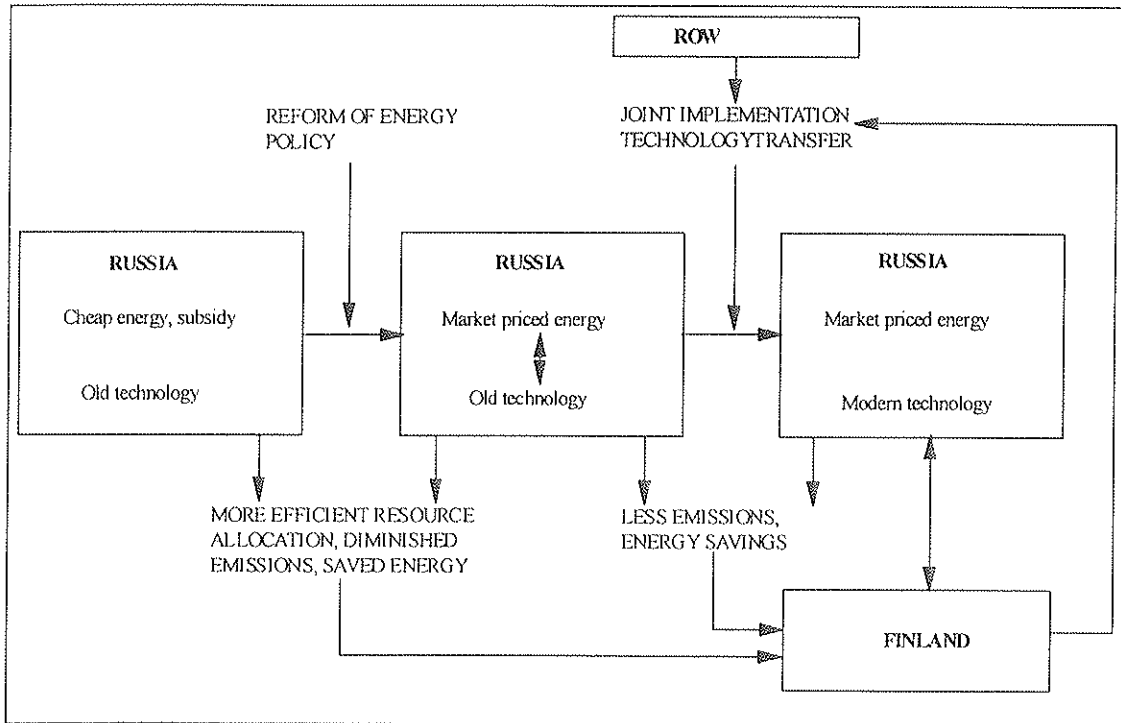 ROW
REFORM OF ENERGY
POLICY
JOINT IMPLEMENTATION
TECHNOLOGYTRANSFER
RUSSIA
Cheap energy, subsidy
Old technology
RUSSIA
Market priced energy
Old technology
RUSSIA
Market priced energy
Modern technology
MORE EFFICIENT RESOURCE
ALLOCATION, DIMINISHED
EMISSIONS, SAVED ENERGY
LESS EMISSIONS,
ENERGY SAVINGS
FINLAND